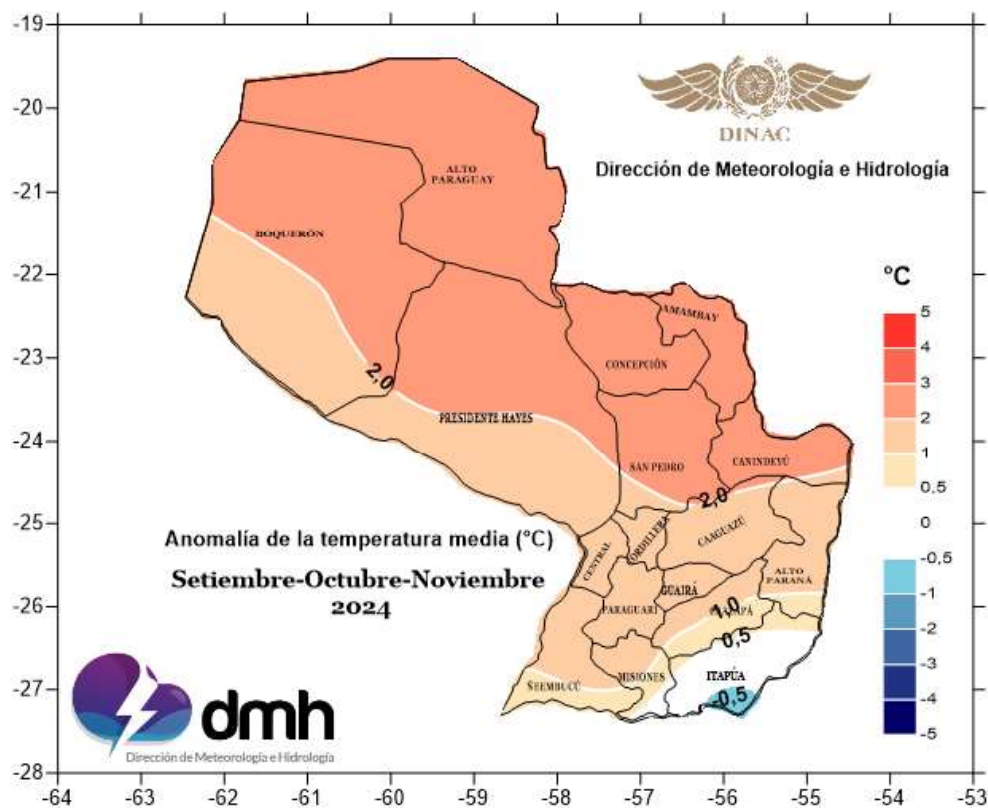 -19
-20
-21
-22
-23
-24
-25
-26
-27
-28
-64
-63
-62
-61
-60
-59
-58
-57
-56
-55
-54
-53
DINAC
Dirección de Meteorología e Hidrología
°C
5
4
3
2
1
0.5
0
-0,5
-1
-2
-3
-4
-5
ALTO
PARAGUAY
BOQUERÓN
AMAMBAY
CONCEPCIÓN
2,0
PRESIDENTE HAYES
SAN PEDRO
CANINDEYÚ
2,0
CAAGUAZÚ
ORDILLERA
CENTRAL
ALTO
PARANÁ
GUAIRÁ
PARAGUARÍ
1,0
0,5
MISIONES
ITAPÚA
ÑEEMBUCÚ
-0,5
Anomalía de la temperatura media (°C)
Setiembre-Octubre-Noviembre
2024
dmh
Dirección de Meteorología e Hidrología